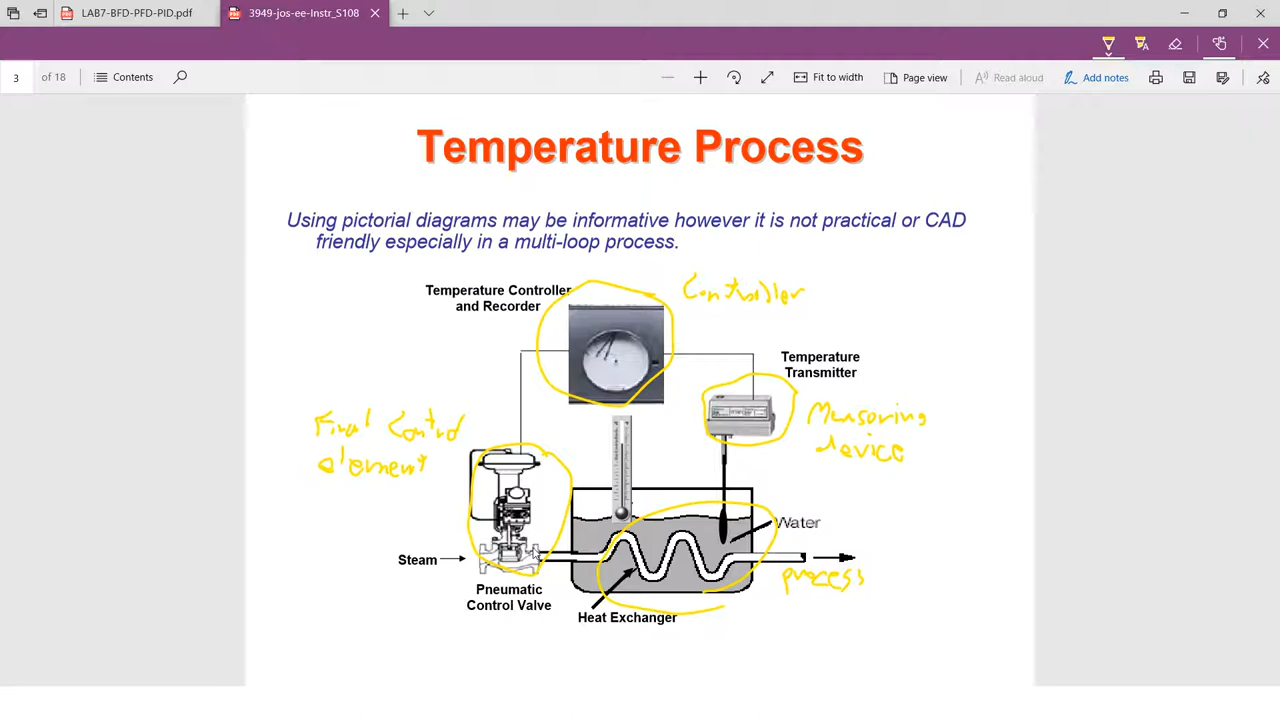 LAB7-BFD-PFD-PID.pdf
3949-jos-ee-Instr_S108
3 of 18
Contents
Fit to width
Page view
Read aloud
Add notes
Temperature Process
Using pictorial diagrams may be informative however it is not practical or CAD
friendly especially in a multi-loop process.
Temperature Controller
and Recorder
Controller
Temperature
Transmitter
Measuring
device
Final Control
element
Water
Steam
process
Pneumatic
Control Valve
Heat Exchanger